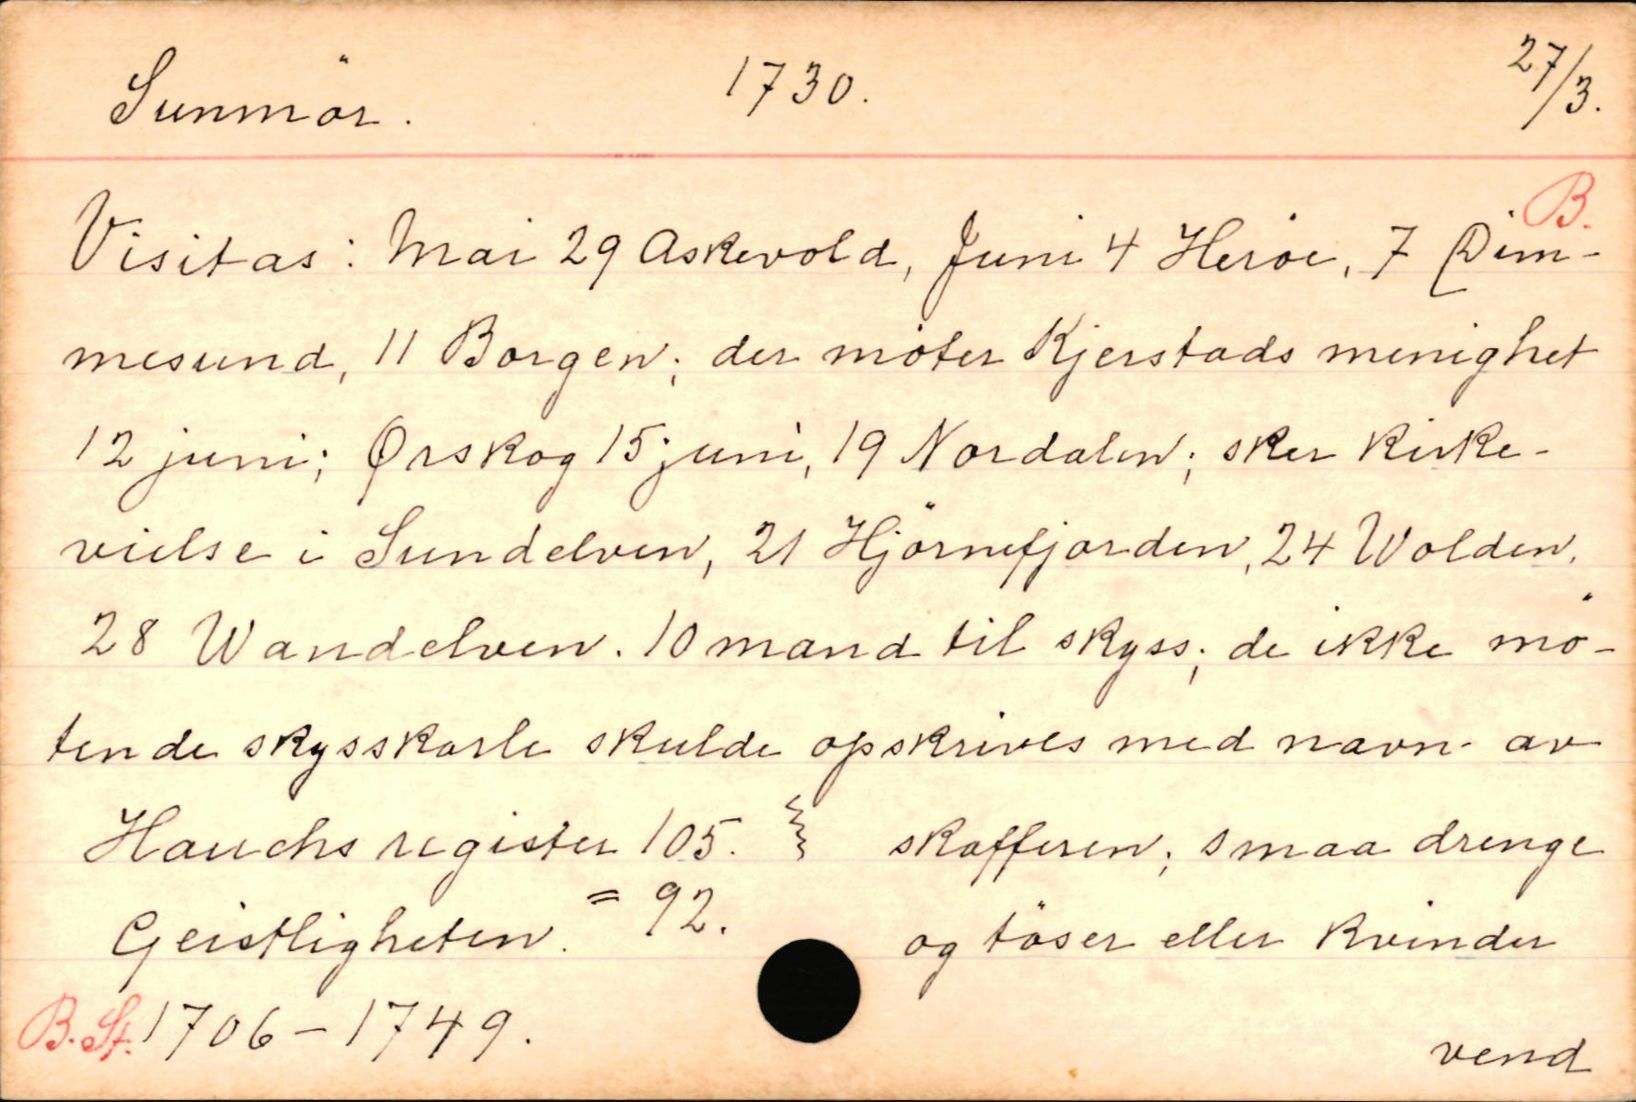 Sunmör. 1730. 27/3.
B.
Visitas: Mai 29 Askevold, Juni 4 Heröe, 7 Dim-
mesund, 11 Borgen; der möter Kjerstads menighet
12 juni; Ørskog 15 juni, 19 Nordalen; sker kirke-
vielse i Sundelven, 21 Hjörnefjorden, 24 Wolden,
28 Wandelven. 10 mand til skyss; de ikke mö-
tende skysskarle skulde opskrives med navn av
Hauchs register 105. skafferen; smaa drenge
Geistligheten. = 92. og töser eller kvinder
B. St. 1706-1749.
vend